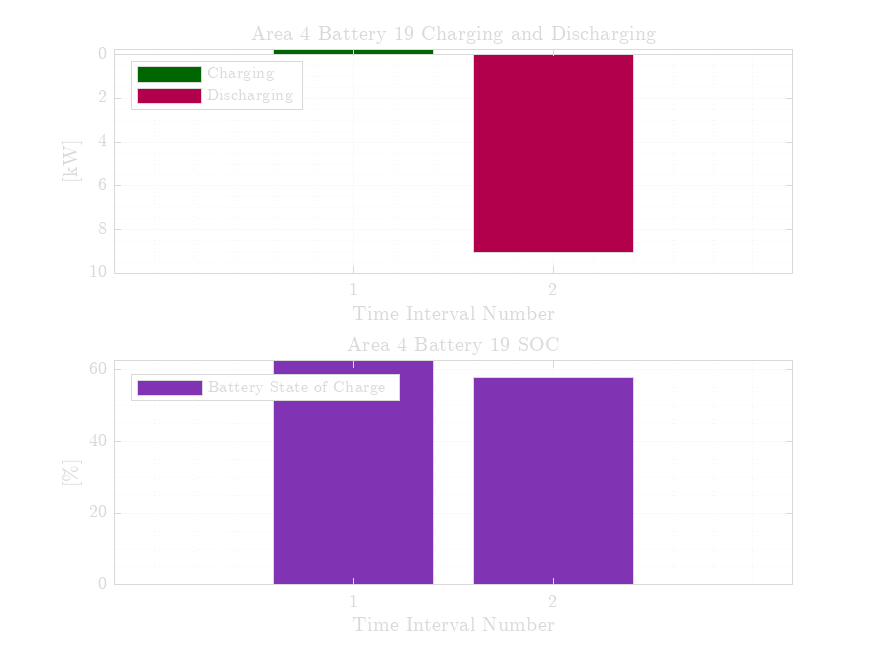 Area 4 Battery 19 Charging and Discharging
0
2
4
6
8
10
[kW]
Charging
Discharging
1 2
Time Interval Number
Area 4 Battery 19 SOC
60
40
20
0
[%]
Battery State of Charge
1 2
Time Interval Number